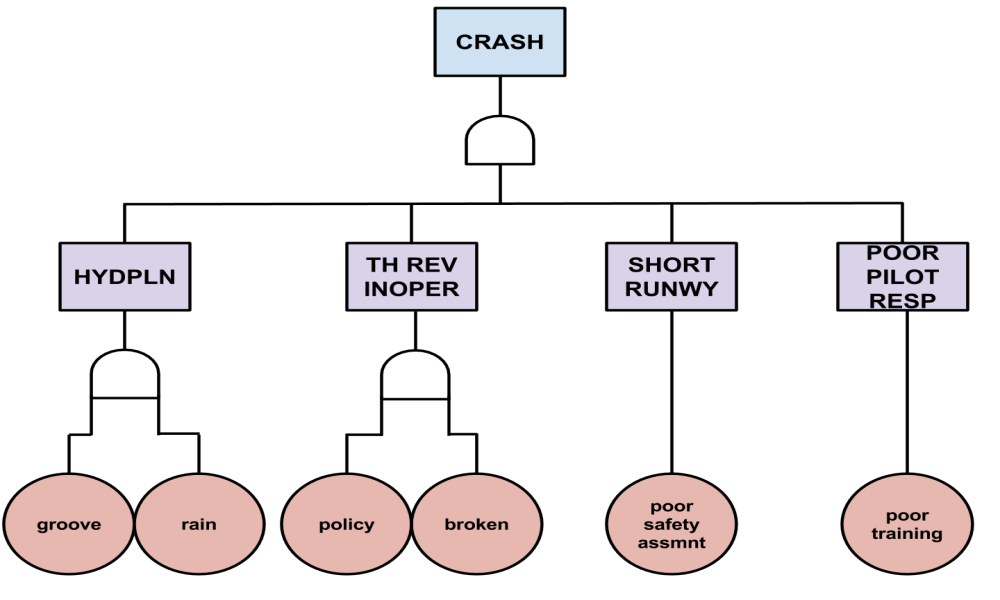 CRASH
HYDPLN
TH REV
INOPER
SHORT
RUNWY
POOR
PILOT
RESP
groove
rain
policy
broken
poor
safety
assmnt
poor
training